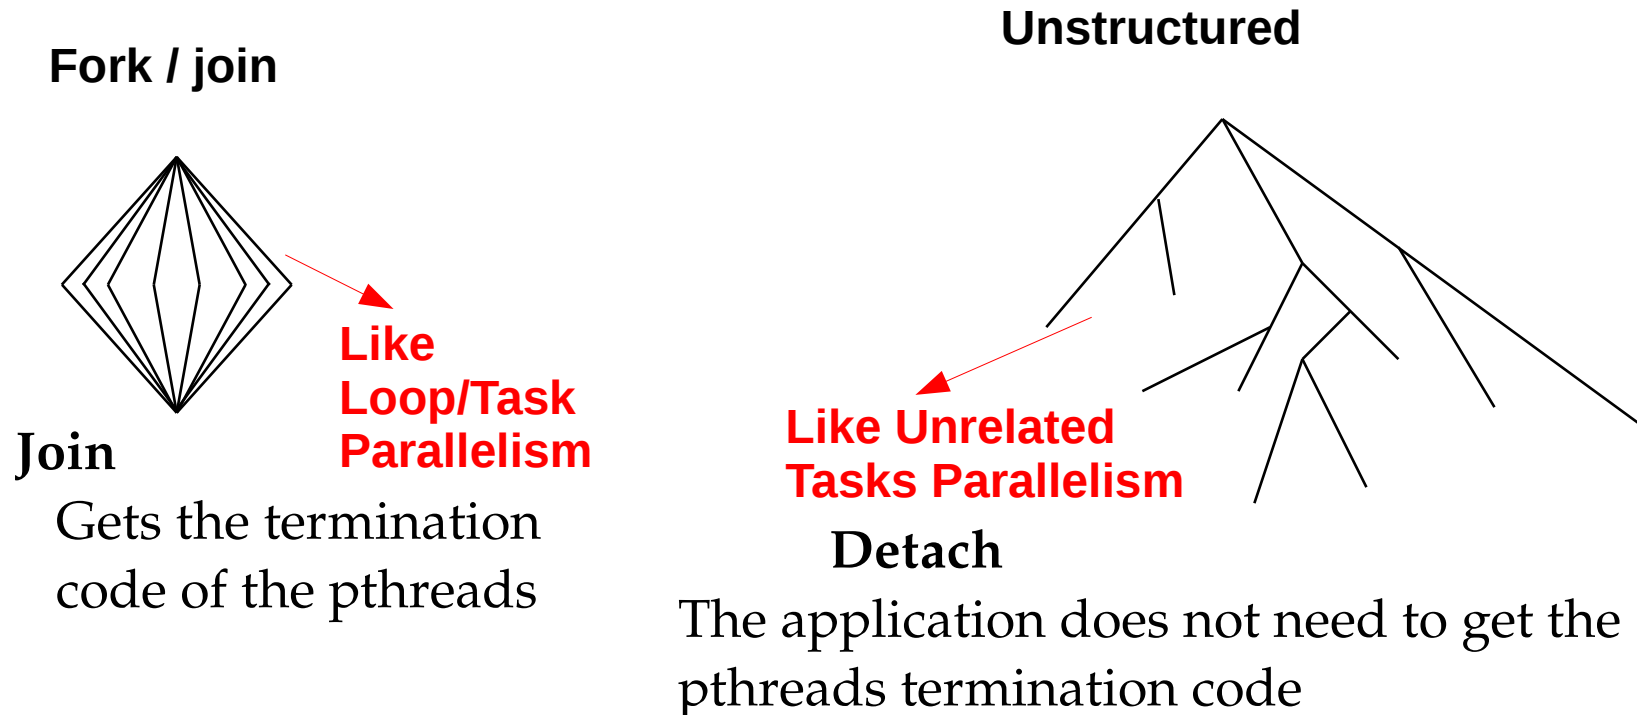 Fork / join
Like
Loop/Task
Parallelism
Join
Gets the termination
code of the pthreads
Unstructured
Like Unrelated
Tasks Parallelism
Detach
The application does not need to get the
pthreads termination code